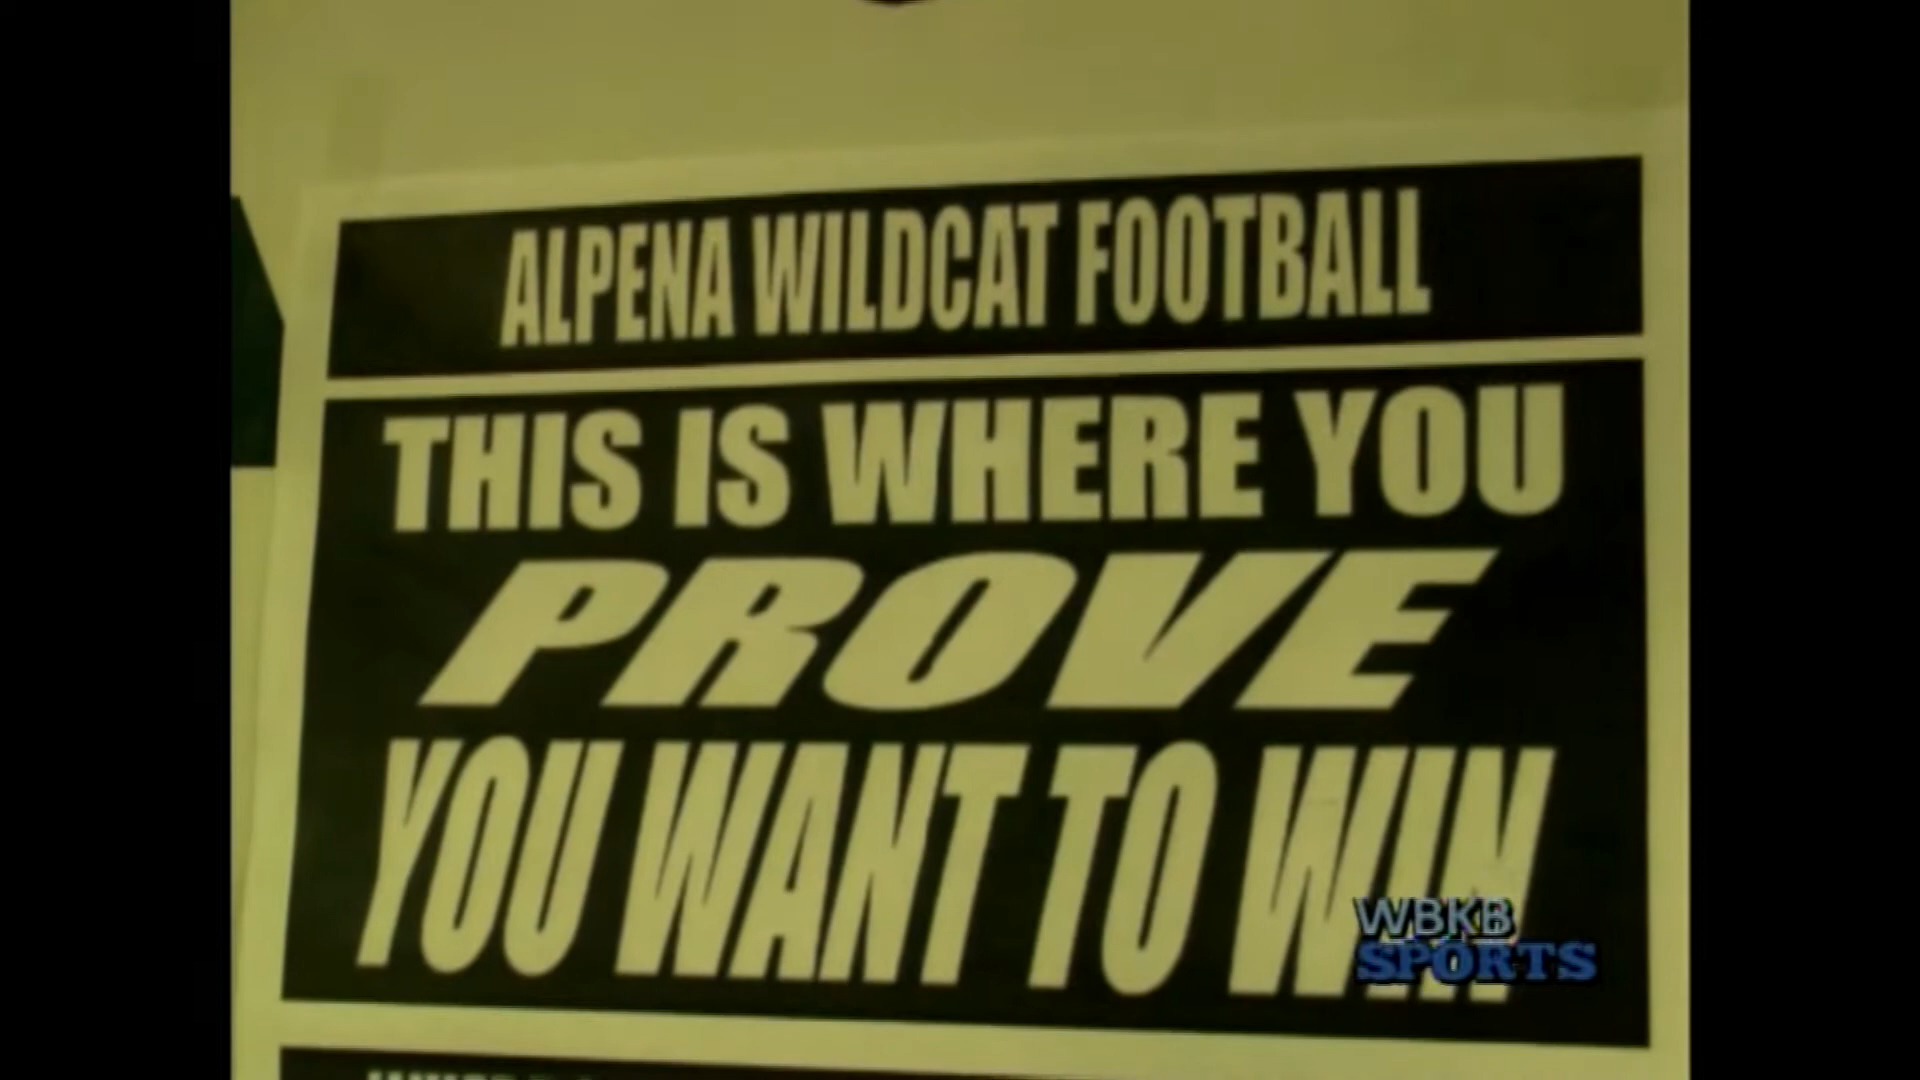 ALPENA WILDCAT FOOTBALL
THIS IS WHERE YOU
PROVE
YOU WANT TO WIN
WBKB
SPORTS